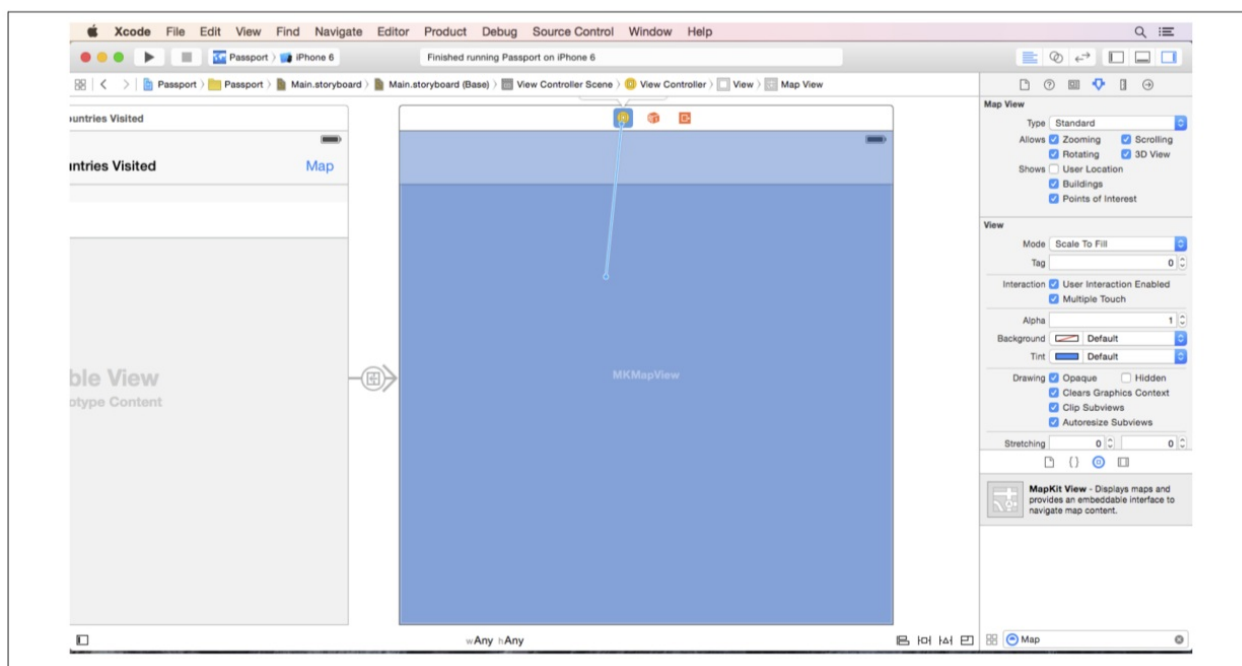 Xcode File Edit View Find Navigate Editor Product Debug Source Control Window Help
Passport iPhone 6
Finished running Passport on iPhone 6
Passport Passport Main.storyboard Main.storyboard (Base) View Controller Scene View Controller View Map View
untries Visited
untries Visited
Map
ble View
otype Content
MKMapView
wAny hAny
Map View
Type Standard
Allows Zooming Scrolling
Rotating 3D View
Shows User Location
Buildings
Points of Interest
View
Mode Scale To Fill
Tag 0
Interaction User Interaction Enabled
Multiple Touch
Alpha 1
Background Default
Tint Default
Drawing Opaque Hidden
Clears Graphics Context
Clip Subviews
Autoresize Subviews
Stretching 0 0
{}
MapKit View - Displays maps and
provides an embeddable interface to
navigate map content.
Map